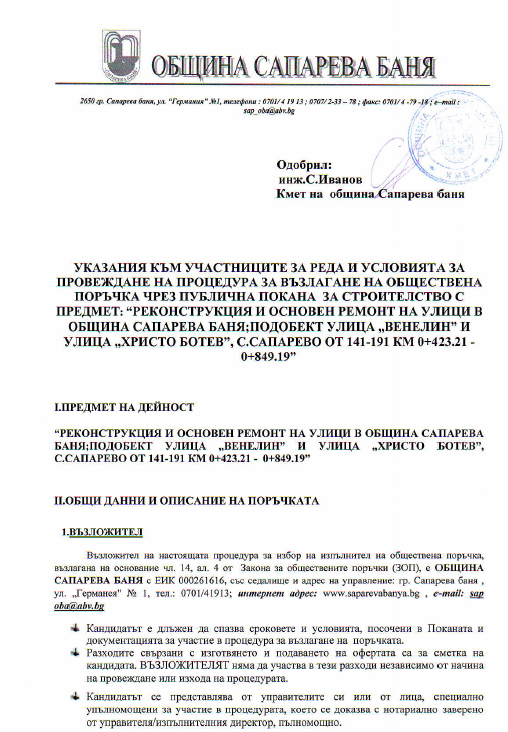 ОБЩИНА САПАРЕВА БАНЯ
2650 гр. Сапарева баня, ул. "Германия" №1, телефони : 0701/ 4 19 13 ; 0707/ 2-33 – 78 ; факс: 0701/ 4 -79 -18 ; e–mail :
sap_oba@abv.bg
Одобрил:
инж.С.Иванов
Кмет на община Сапарева баня
УКАЗАНИЯ КЪМ УЧАСТНИЦИТЕ ЗА РЕДА И УСЛОВИЯТА ЗА
ПРОВЕЖДАНЕ НА ПРОЦЕДУРА ЗА ВЪЗЛАГАНЕ НА ОБЩЕСТВЕНА
ПОРЪЧКА ЧРЕЗ ПУБЛИЧНА ПОКАНА ЗА СТРОИТЕЛСТВО С
ПРЕДМЕТ: “РЕКОНСТРУКЦИЯ И ОСНОВЕН РЕМОНТ НА УЛИЦИ В
ОБЩИНА САПАРЕВА БАНЯ;ПОДОБЕКТ УЛИЦА „ВЕНЕЛИН” И
УЛИЦА „ХРИСТО БОТЕВ”, С.САПАРЕВО ОТ 141-191 КМ 0+423.21 -
0+849.19”
I.ПРЕДМЕТ НА ДЕЙНОСТ
“РЕКОНСТРУКЦИЯ И ОСНОВЕН РЕМОНТ НА УЛИЦИ В ОБЩИНА САПАРЕВА
БАНЯ;ПОДОБЕКТ УЛИЦА „ВЕНЕЛИН” И УЛИЦА „ХРИСТО БОТЕВ”,
С.САПАРЕВО ОТ 141-191 КМ 0+423.21 - 0+849.19”
II.ОБЩИ ДАННИ И ОПИСАНИЕ НА ПОРЪЧКАТА
1.ВЪЗЛОЖИТЕЛ
Възложител на настоящата процедура за избор на изпълнител на обществена поръчка,
възлагана на основание чл. 14, ал. 4 от Закона за обществените поръчки (ЗОП), е ОБЩИНА
САПАРЕВА БАНЯ с ЕИК 000261616, със седалище и адрес на управление: гр. Сапарева баня ,
ул. „Германея" № 1, тел.: 0701/41913; интернет адрес: www.saparevabanya.bg , e-mail: sap
oba@abv.bg
Кандидатът е длъжен да спазва сроковете и условията, посочени в Поканата и
документацията за участие в процедура за възлагане на поръчката.
Разходите свързани с изготвянето и подаването на офертата са за сметка на
кандидата. ВЪЗЛОЖИТЕЛЯТ няма да участва в тези разходи независимо от начина
на провеждане или изхода на процедурата.
Кандидатът се представлява от управителите си или от лица, специално
упълномощени за участие в процедурата, което се доказва с нотариално заверено
от управителя/изпълнителния директор, пълномощно.